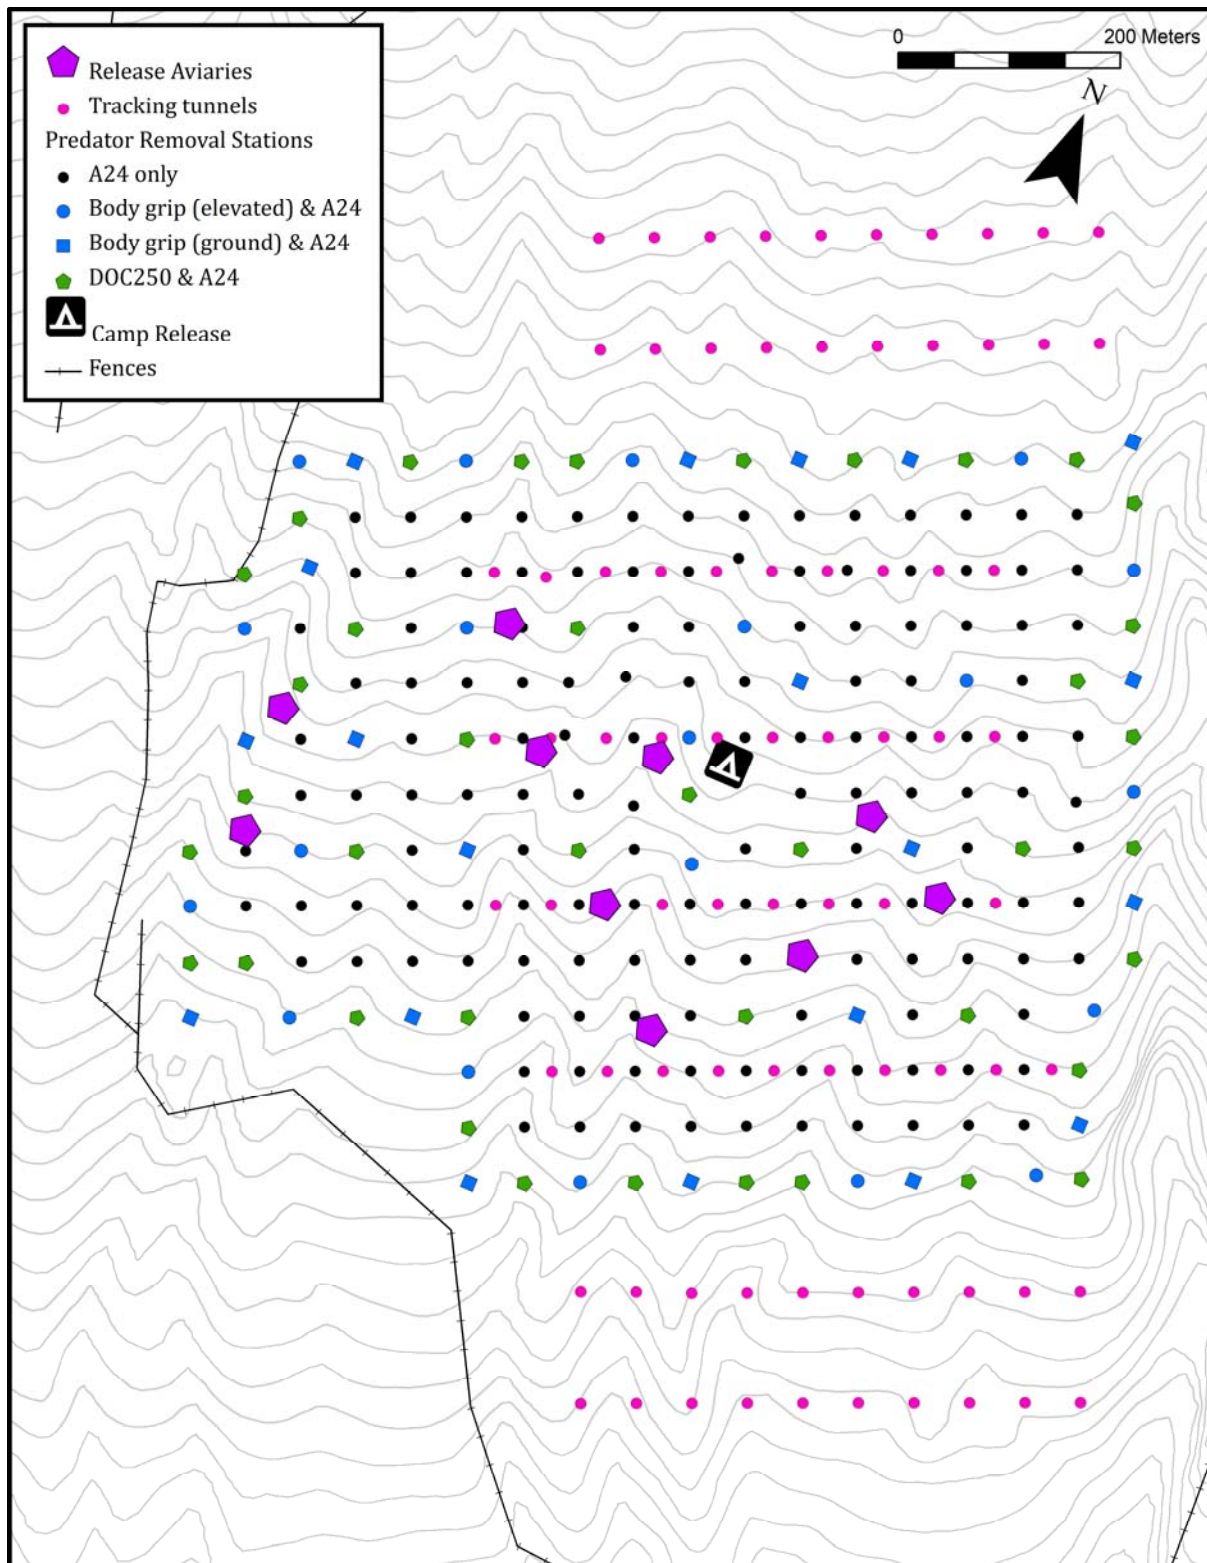 Release Aviaries
Tracking tunnels
Predator Removal Stations
A24 only
Body grip (elevated) & A24
Body grip (ground) & A24
DOC250 & A24
Camp Release
Fences
0 200 Meters
N